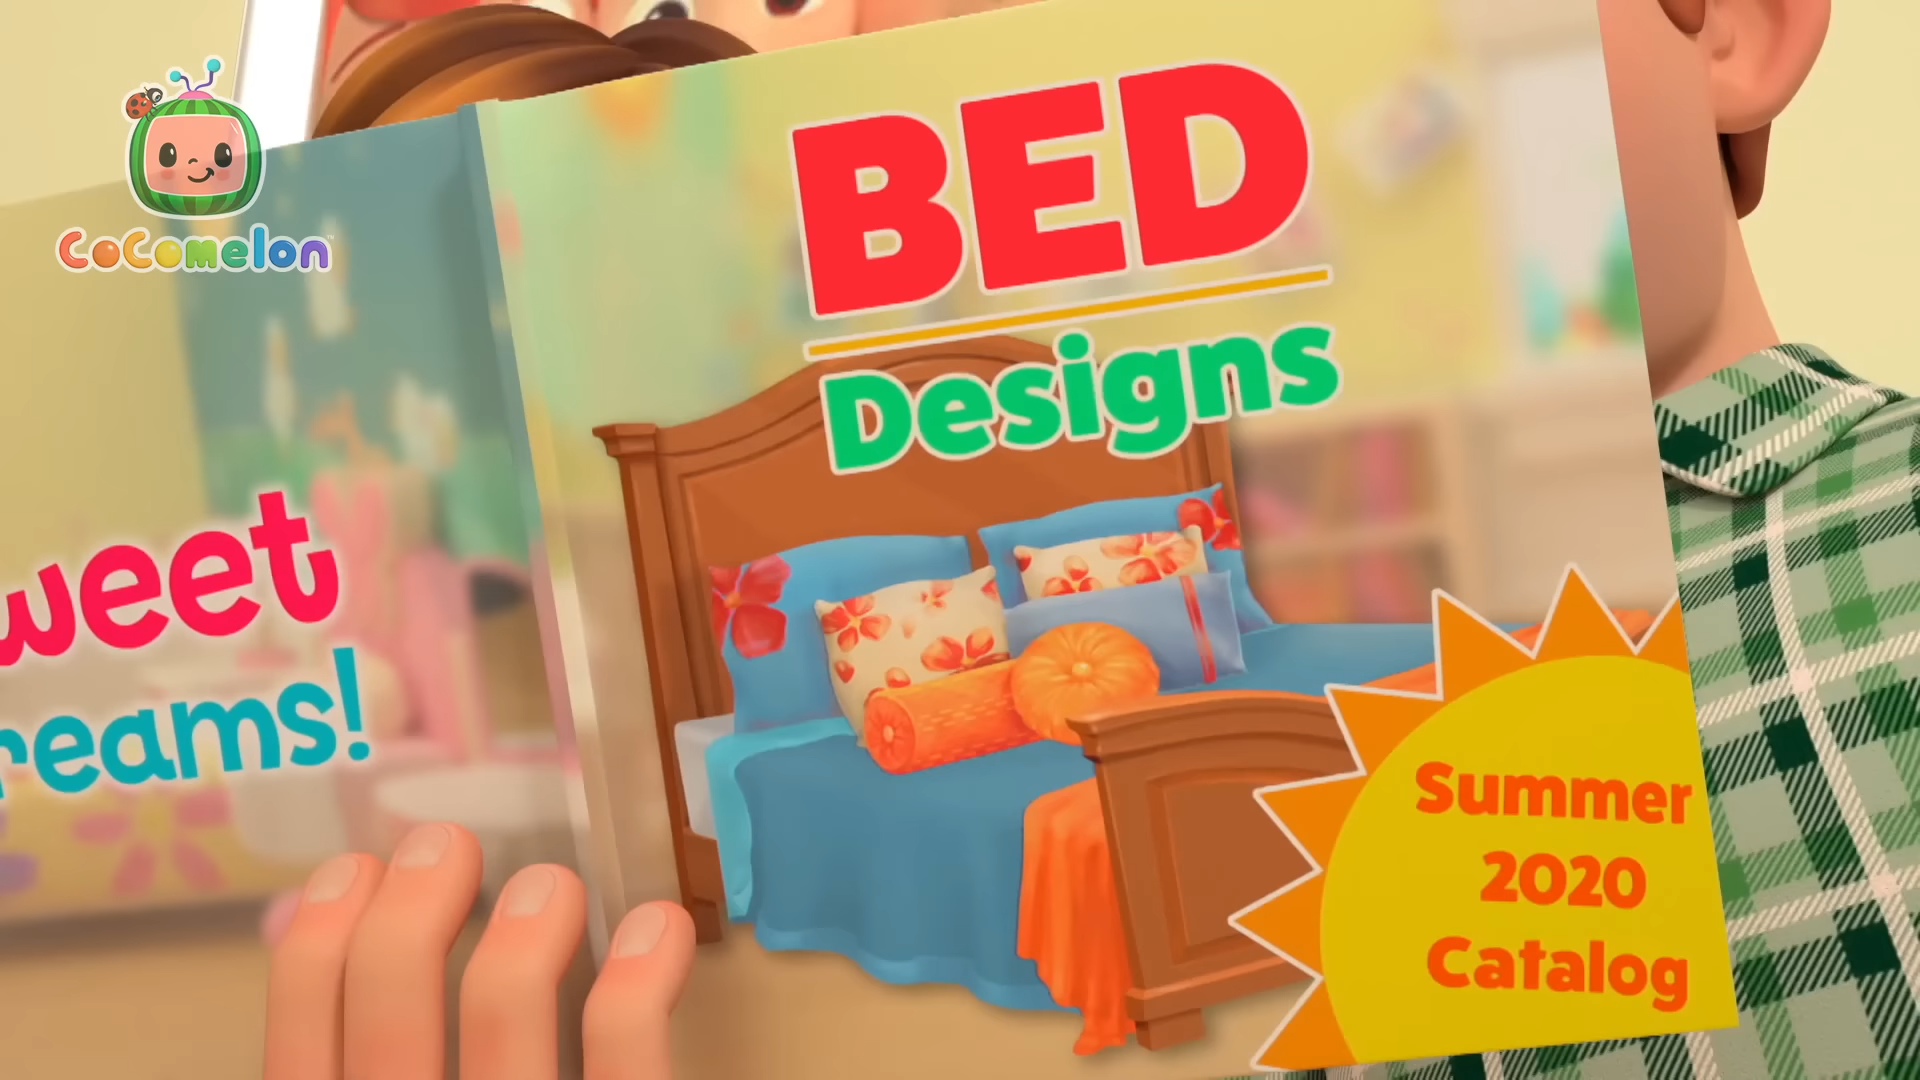 CoComelon
BED
Designs
weet
reams!
Summer
2020
Catalog